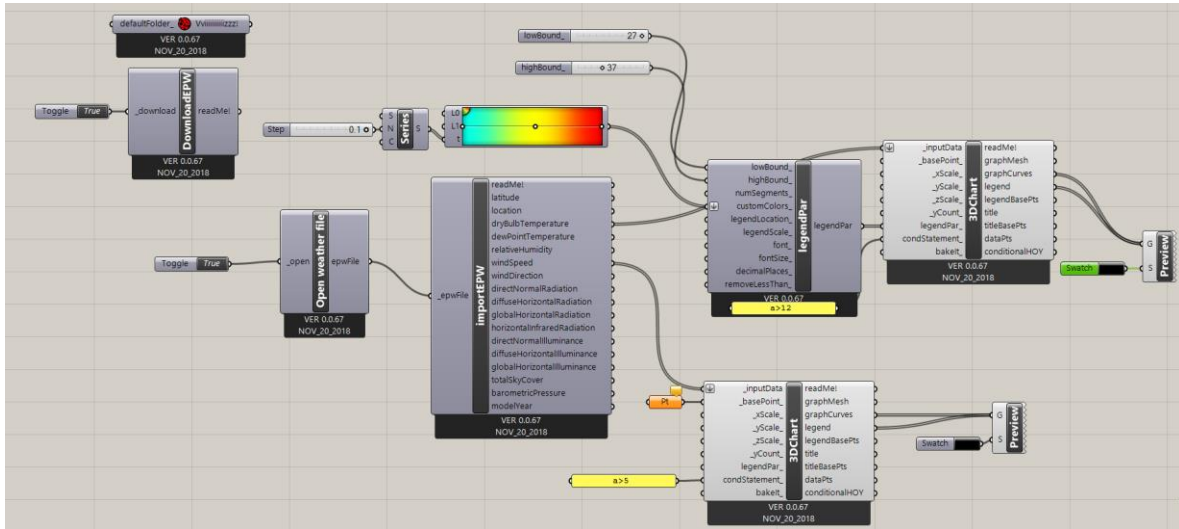 defaultFolder_
VER 0.0.67
NOV_20_2018
Toggle True
_download DownloadEPW readMe!
VER 0.0.67
NOV_20_2018
lowBound_ 27
highBound_ 37
Step 0.1
S
N
C
Series
S
L0
L1
t
Toggle True
_open Open weather file epwFile
VER 0.0.67
NOV_20_2018
_epwFile
importEPW
readMe!
latitude
location
dryBulbTemperature
dewPointTemperature
relativeHumidity
windSpeed
windDirection
directNormalRadiation
diffuseHorizontalRadiation
globalHorizontalRadiation
horizontalInfraredRadiation
directNormalIlluminance
diffuseHorizontalIlluminance
globalHorizontalIlluminance
totalSkyCover
barometricPressure
modelYear
VER 0.0.67
NOV_20_2018
lowBound_
highBound_
numSegments_
customColors_
legendLocation_
legendScale_
font_
fontSize_
decimalPlaces_
removeLessThan_
legendPar
legendPar
VER 0.0.67
a>12
_inputData
_basePoint_
_xScale_
_yScale_
_zScale_
_yCount_
legendPar_
condStatement_
bakeIt_
3DChart
readMe!
graphMesh
graphCurves
legend
legendBasePts
title
titleBasePts
dataPts
conditionalHOY
VER 0.0.67
NOV_20_2018
Swatch
G
S
Preview
Pt
a>5
_inputData
_basePoint_
_xScale_
_yScale_
_zScale_
_yCount_
legendPar_
condStatement_
bakeIt_
3DChart
readMe!
graphMesh
graphCurves
legend
legendBasePts
title
titleBasePts
dataPts
conditionalHOY
VER 0.0.67
NOV_20_2018
Swatch
G
S
Preview